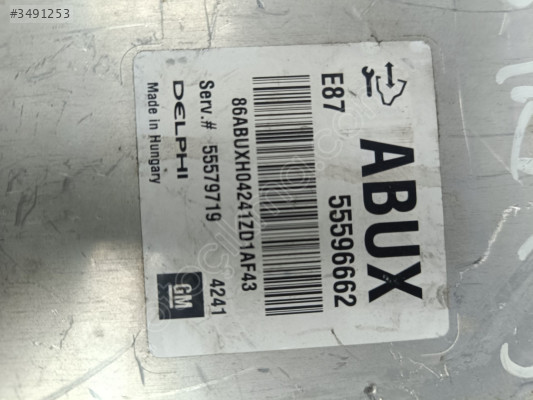 #3491253
ABUX
E87
55596662
86ABUXH04241ZD1AF43
Serv.# 55579719
4241
DELPHI
Made in Hungary
GM